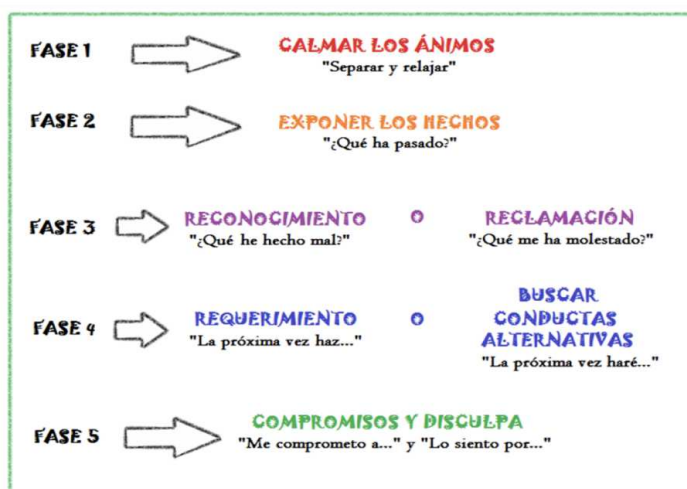 FASE 1
CALMAR LOS ÁNIMOS
"Separar y relajar"
FASE 2
EXPONER LOS HECHOS
"¿Qué ha pasado?"
FASE 3
RECONOCIMIENTO O RECLAMACIÓN
"¿Qué he hecho mal?" "¿Qué me ha molestado?"
FASE 4
REQUERIMIENTO O BUSCAR
CONDUCTAS
ALTERNATIVAS
"La próxima vez haz..." "La próxima vez haré..."
FASE 5
COMPROMISOS Y DISCULPA
"Me comprometo a..." y "Lo siento por..."